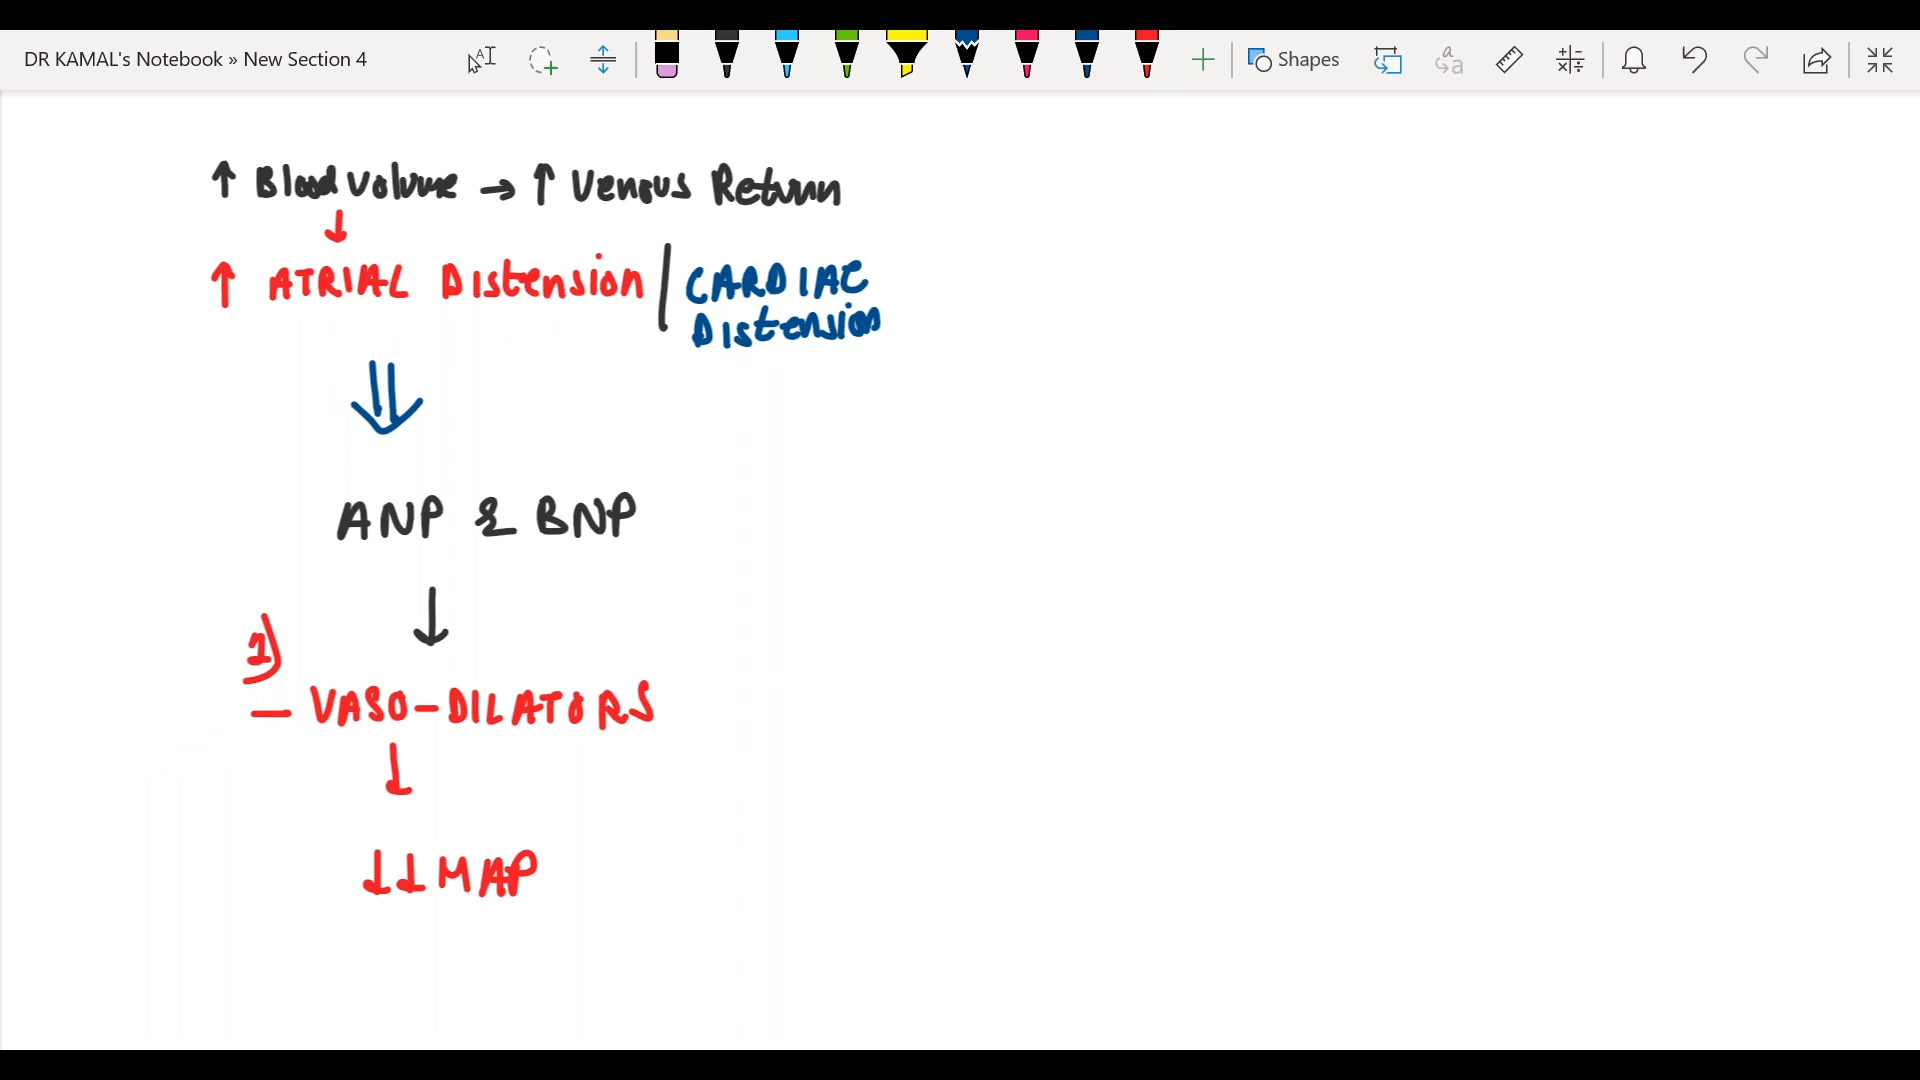 DR KAMAL's Notebook » New Section 4
Shapes
↑ Blood Volume → ↑ Venous Return
↓
↑ ATRIAL Distension / CARDIAC
Distension
⇓
ANP & BNP
↓
1)
— VASO-DILATORS
↓
↓↓ MAP